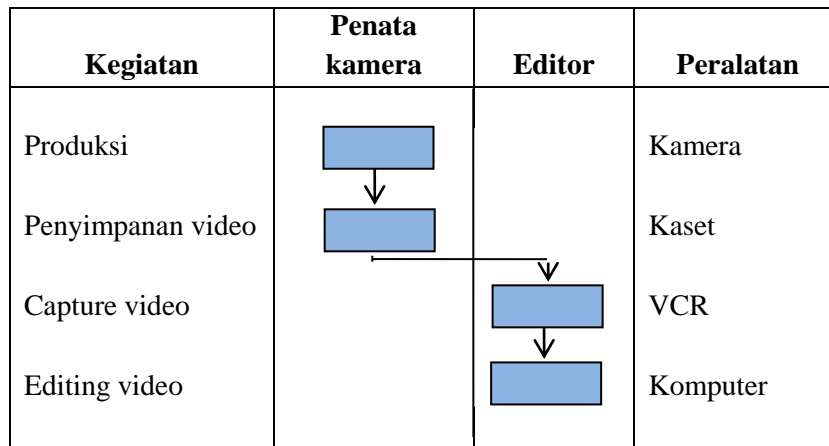 Kegiatan Penata kamera Editor Peralatan
Produksi Kamera
Penyimpanan video Kaset
Capture video VCR
Editing video Komputer